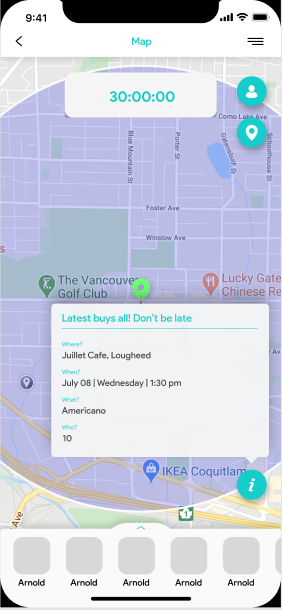 9:41
Map
30:00:00
Como Lake Ave
Blue Mountain St
Porter St
Gatensbury St
Schoolhouse St
Foster Ave
Winslow Ave
s
The Vancouver
Golf Club
Lucky Gate
Chinese Re
Latest buys all! Don't be late
Where?
Juillet Cafe, Lougheed
When?
July 08 | Wednesday | 1:30 pm
What?
Americano
Who?
10
IKEA Coquitlam
i
1
Ave
Arnold
Arnold
Arnold
Arnold
Arnold